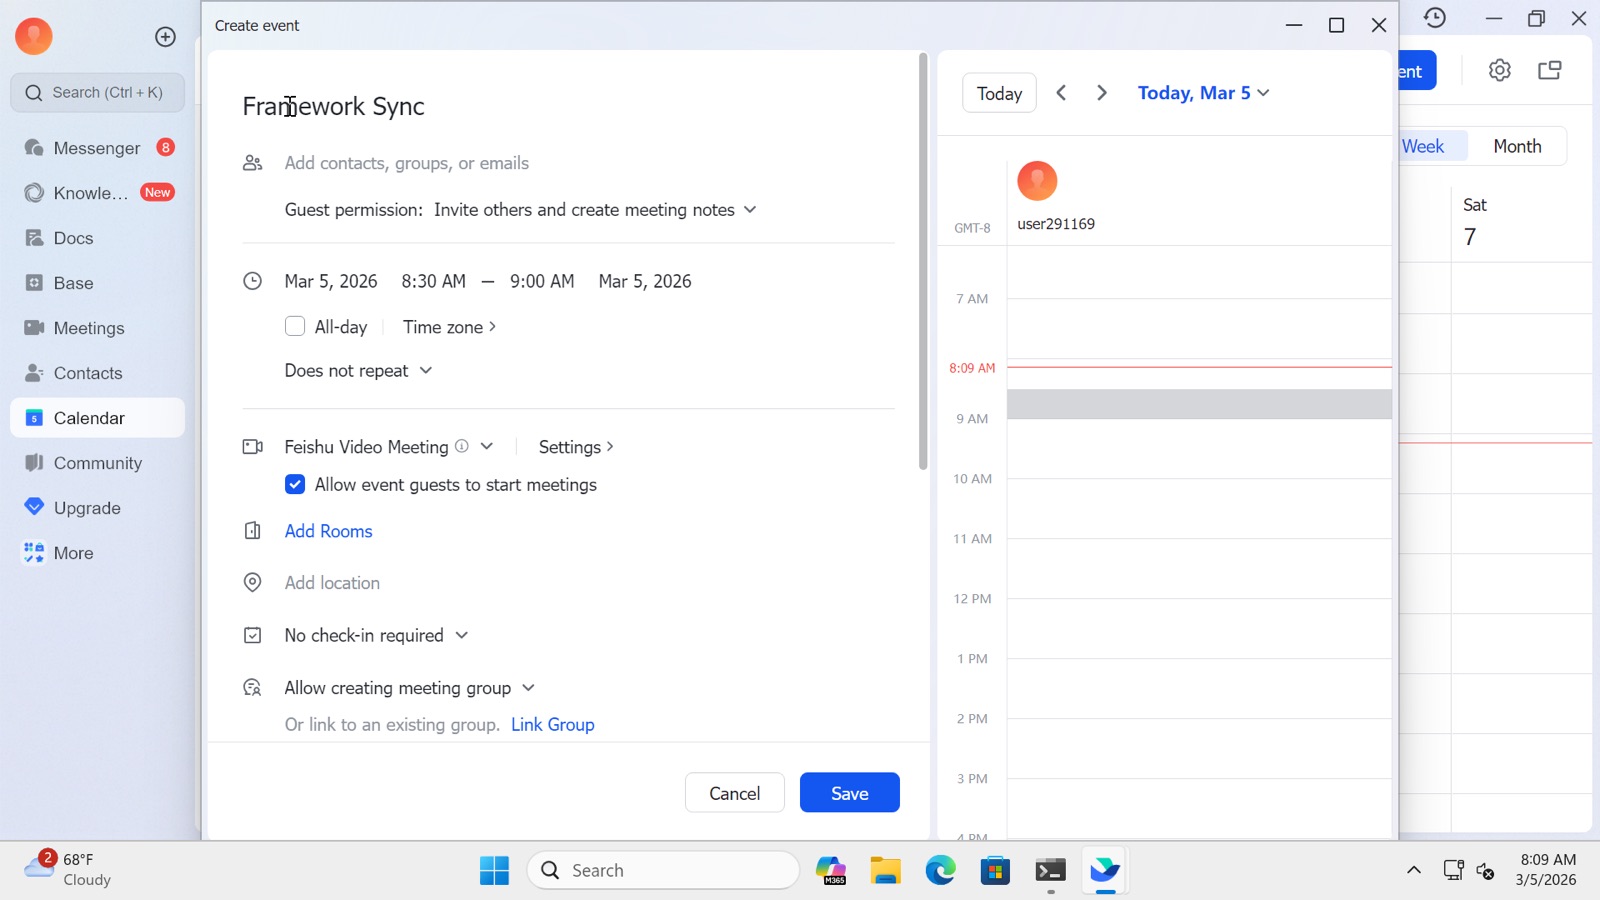 Create event
Search (Ctrl + K)
Messenger 8
Knowle... New
Docs
Base
Meetings
Contacts
5 Calendar
Community
Upgrade
More
Framework Sync
Add contacts, groups, or emails
Guest permission: Invite others and create meeting notes
Mar 5, 2026 8:30 AM — 9:00 AM Mar 5, 2026
All-day Time zone
Does not repeat
Feishu Video Meeting Settings
Allow event guests to start meetings
Add Rooms
Add location
No check-in required
Allow creating meeting group
Or link to an existing group. Link Group
Cancel Save
Today Today, Mar 5
GMT-8 user291169
7 AM
8:09 AM
9 AM
10 AM
11 AM
12 PM
1 PM
2 PM
3 PM
4 PM
ent
Week Month
Sat
7
2 68°F
Cloudy
Search
M365
8:09 AM
3/5/2026